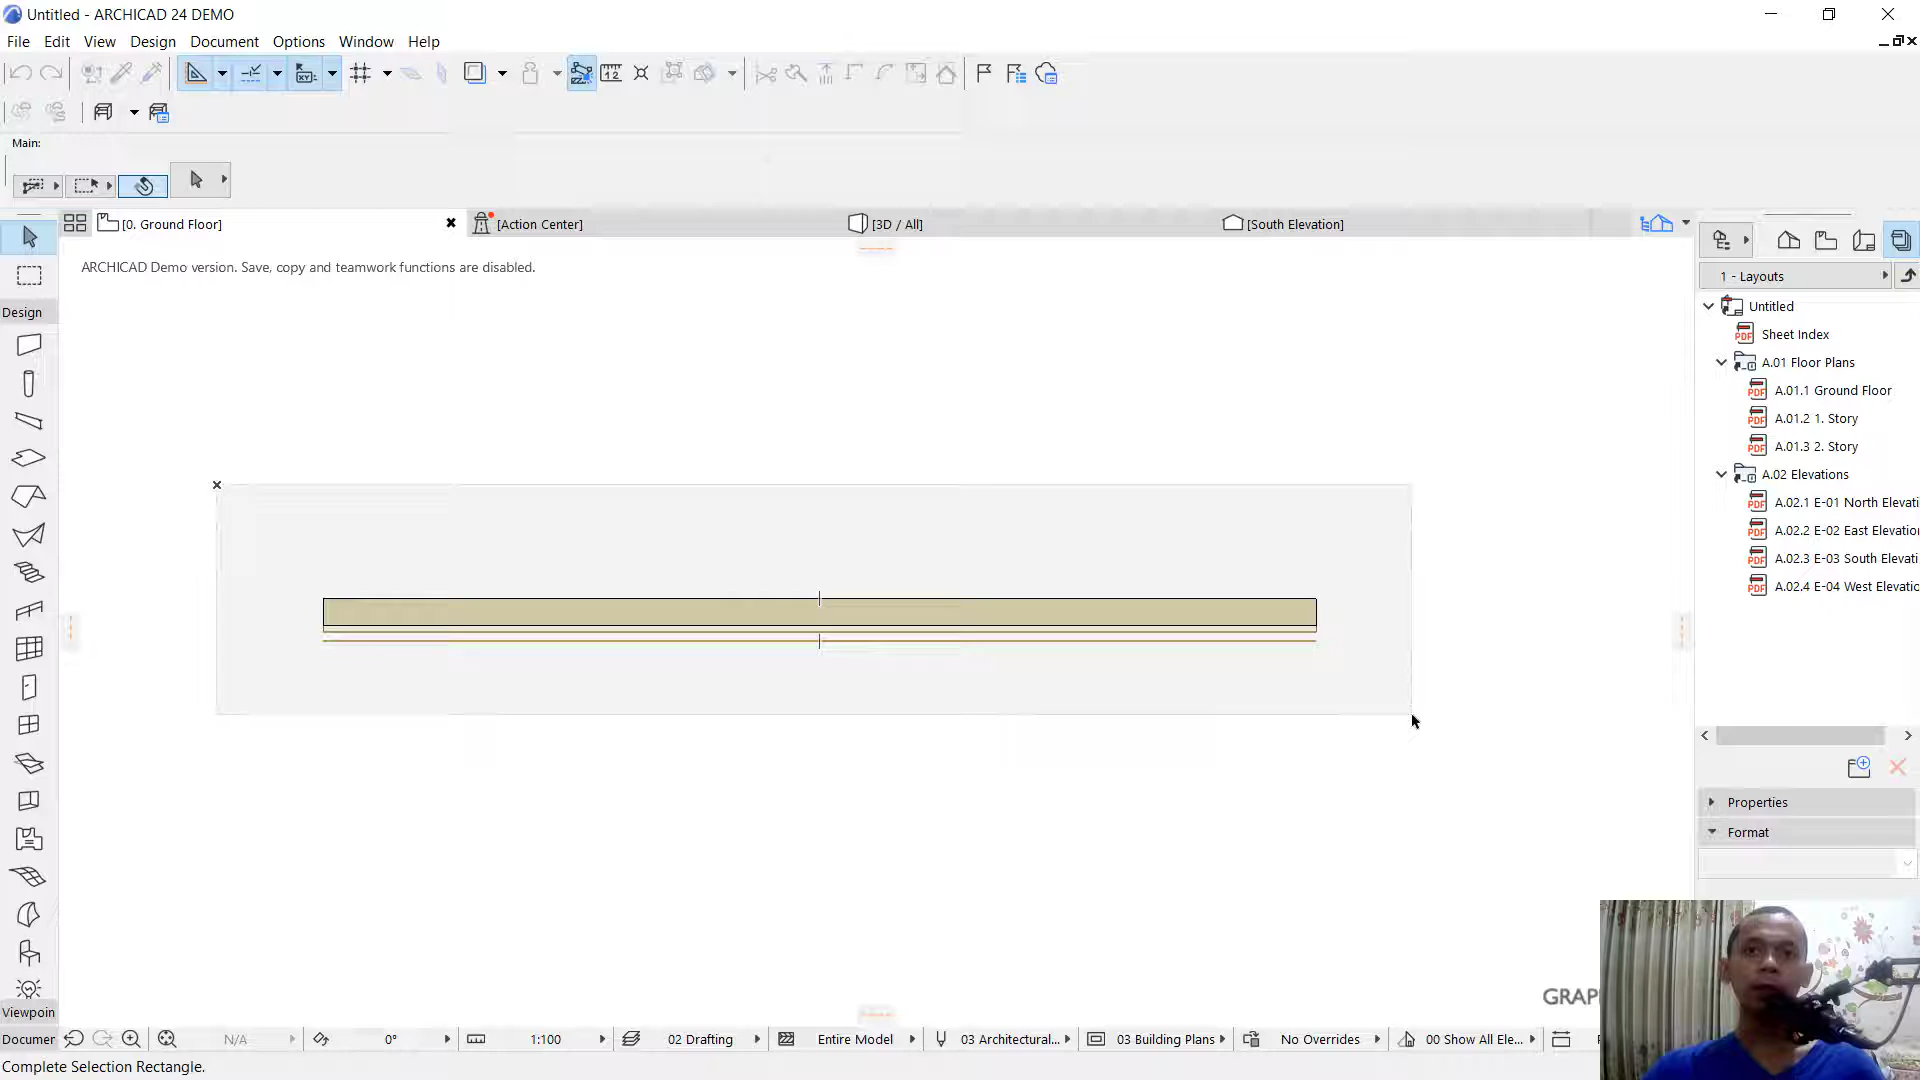 Untitled - ARCHICAD 24 DEMO
File Edit View Design Document Options Window Help
Main:
[0. Ground Floor]
[Action Center]
[3D / All]
[South Elevation]
ARCHICAD Demo version. Save, copy and teamwork functions are disabled.
Design
1 - Layouts
Untitled
Sheet Index
A.01 Floor Plans
A.01.1 Ground Floor
A.01.2 1. Story
A.01.3 2. Story
A.02 Elevations
A.02.1 E-01 North Elevati
A.02.2 E-02 East Elevatio
A.02.3 E-03 South Elevati
A.02.4 E-04 West Elevatio
Properties
Format
GRAP
Viewpoin
Documer
N/A
0°
1:100
02 Drafting
Entire Model
03 Architectural...
03 Building Plans
No Overrides
00 Show All Ele...
Complete Selection Rectangle.